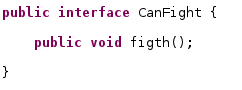 public interface CanFight {
public void figth();
}